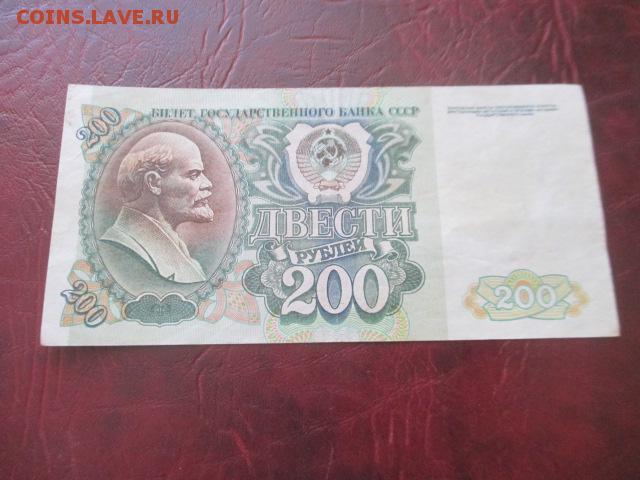 COINS.LAVE.RU
БИЛЕТ ГОСУДАРСТВЕННОГО БАНКА СССР
200
ДВЕСТИ
РУБЛЕЙ
200
200
200